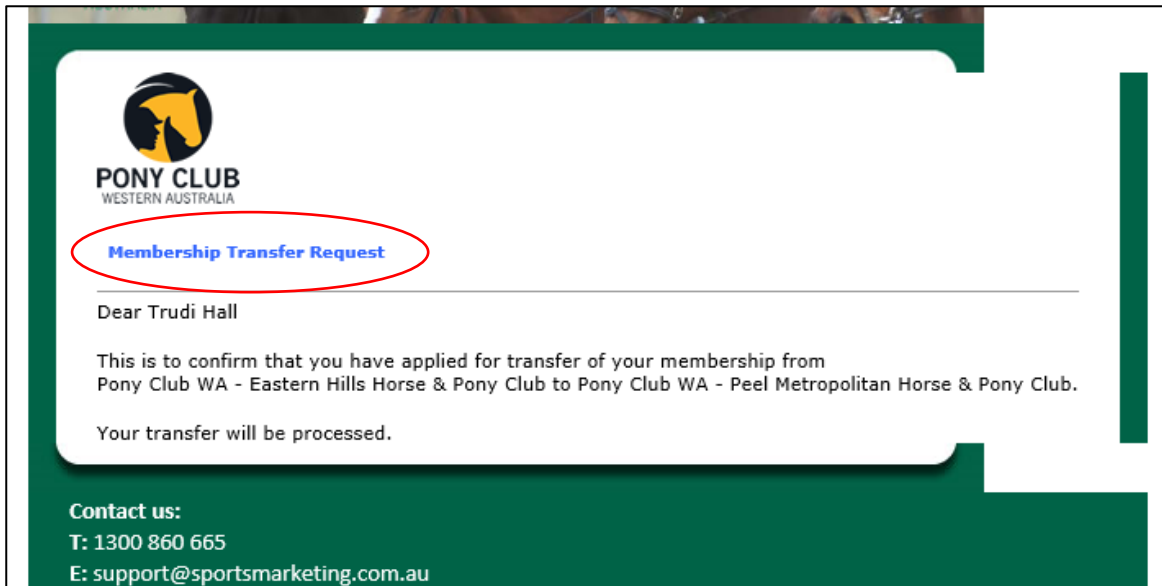 PONY CLUB
WESTERN AUSTRALIA
Membership Transfer Request
Dear Trudi Hall
This is to confirm that you have applied for transfer of your membership from
Pony Club WA - Eastern Hills Horse & Pony Club to Pony Club WA - Peel Metropolitan Horse & Pony Club.
Your transfer will be processed.
Contact us:
T: 1300 860 665
E: support@sportsmarketing.com.au